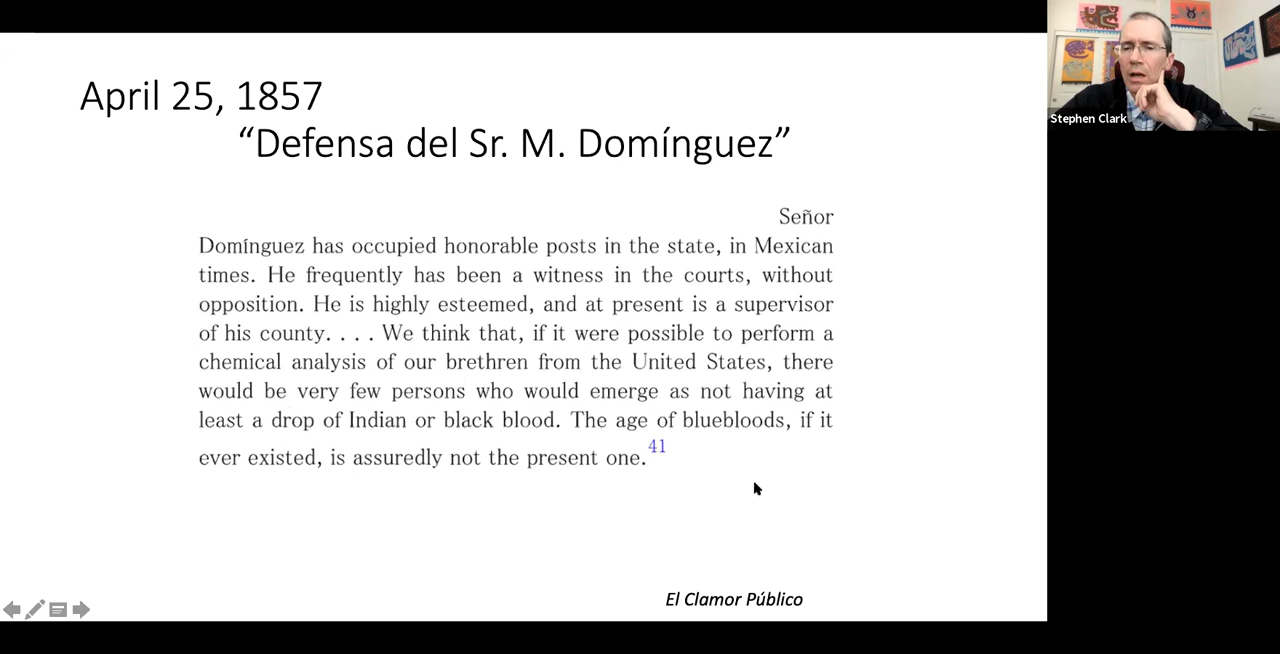 April 25, 1857
“Defensa del Sr. M. Domínguez”
Señor
Domínguez has occupied honorable posts in the state, in Mexican
times. He frequently has been a witness in the courts, without
opposition. He is highly esteemed, and at present is a supervisor
of his county. . . . We think that, if it were possible to perform a
chemical analysis of our brethren from the United States, there
would be very few persons who would emerge as not having at
least a drop of Indian or black blood. The age of bluebloods, if it
ever existed, is assuredly not the present one.41
El Clamor Público
Stephen Clark